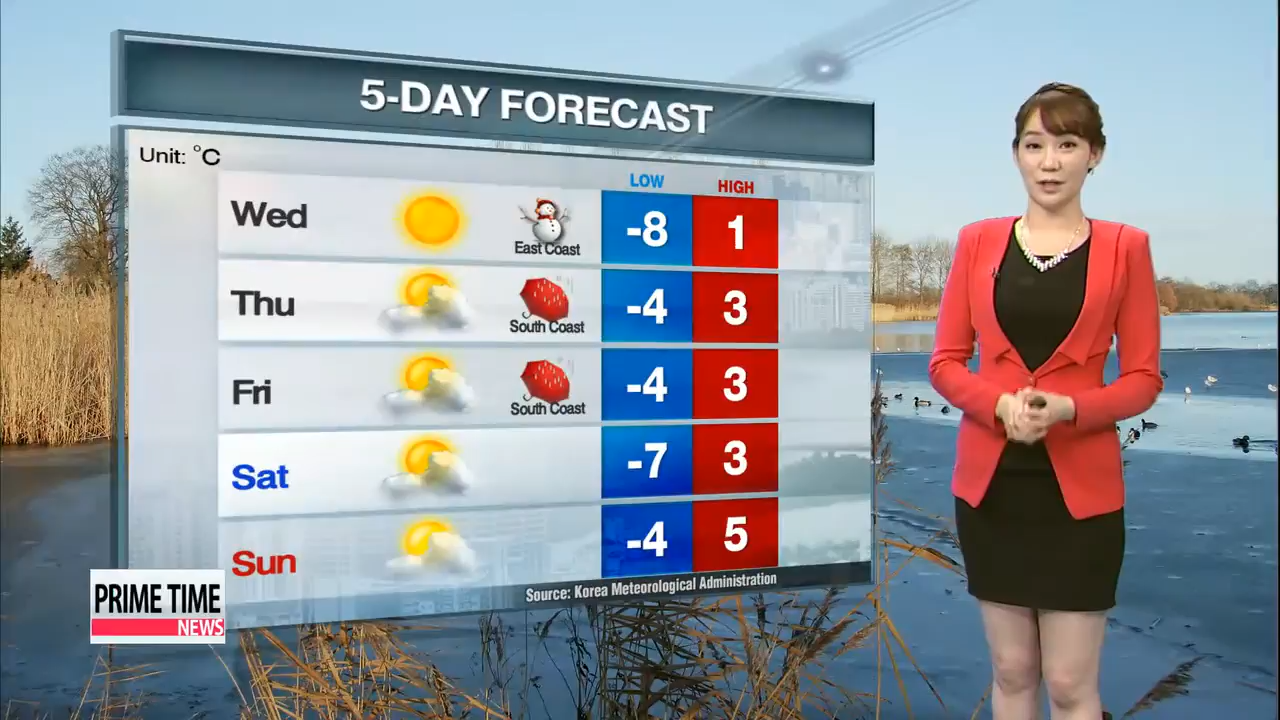 5-DAY FORECAST
Unit: °C
LOW HIGH
Wed East Coast -8 1
Thu South Coast -4 3
Fri South Coast -4 3
Sat -7 3
Sun -4 5
Source: Korea Meteorological Administration
PRIME TIME
NEWS